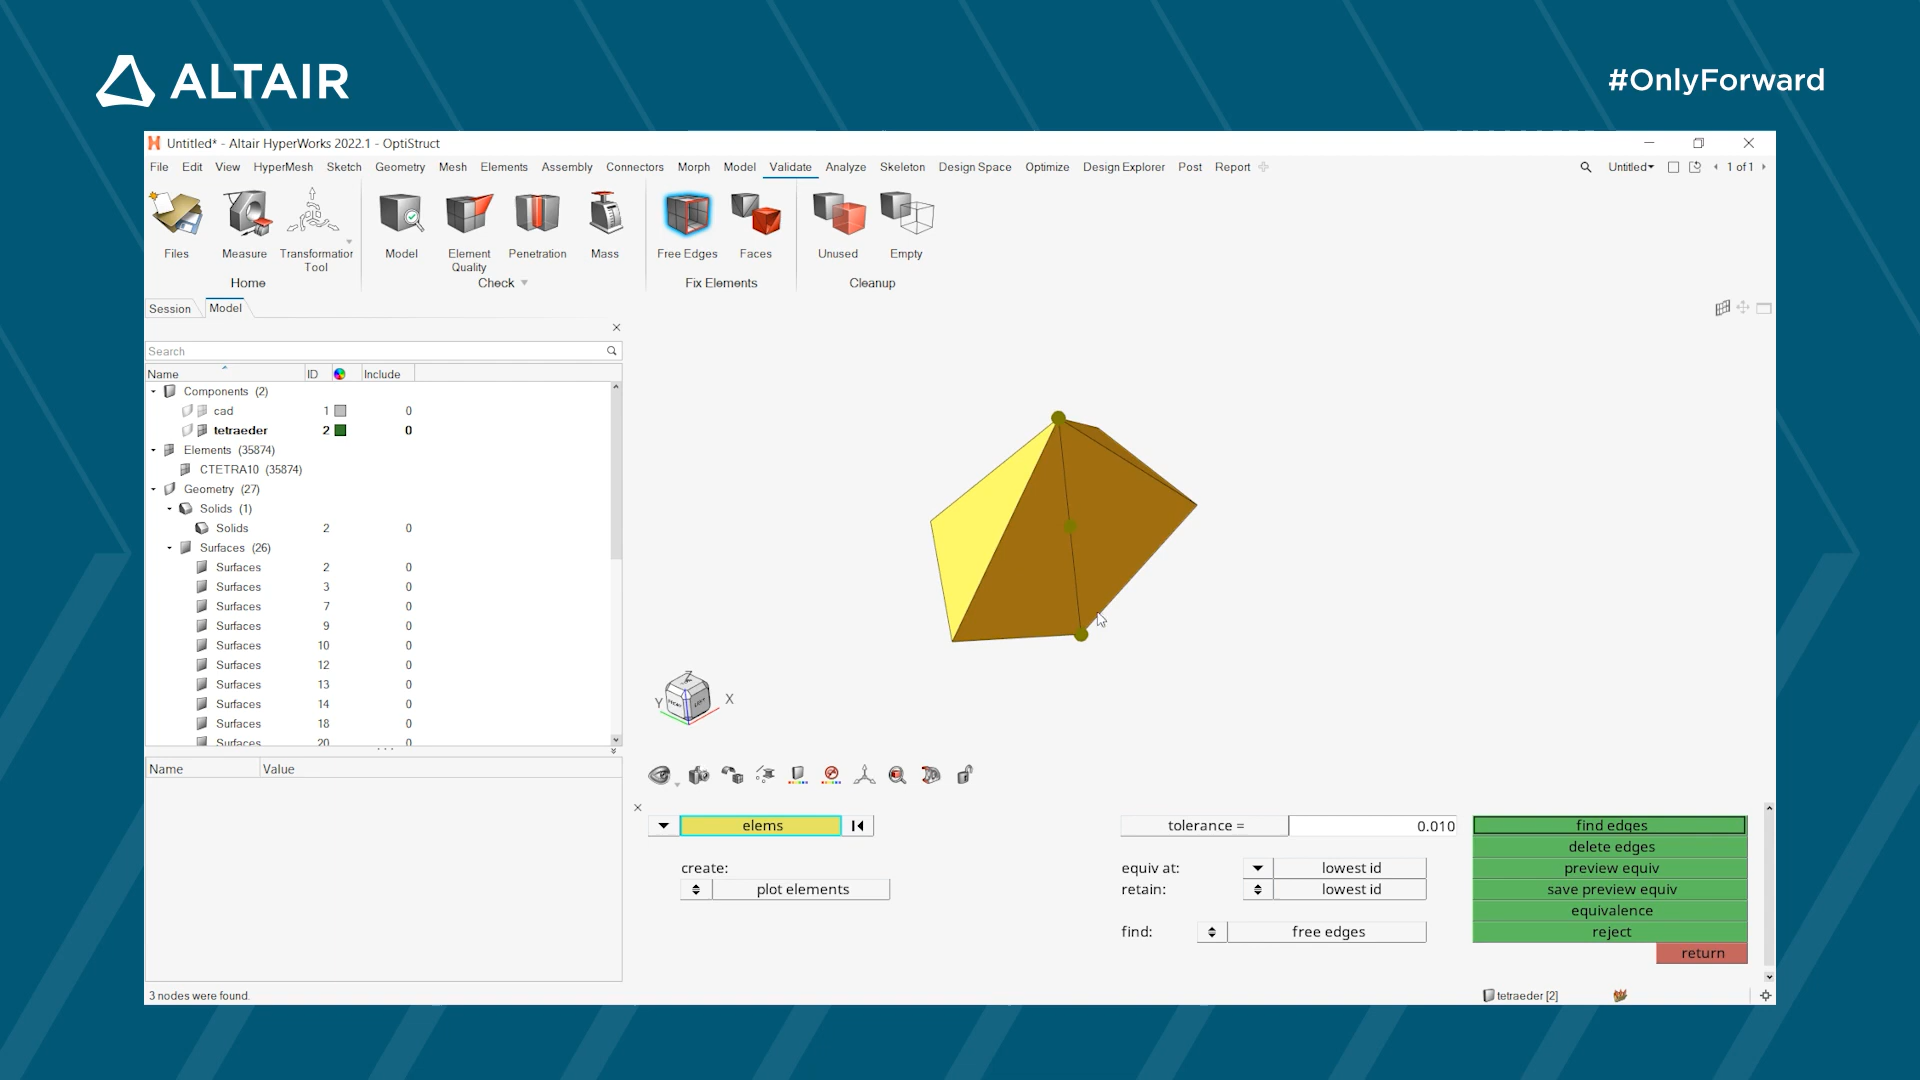 ALTAIR
#OnlyForward
Untitled* - Altair HyperWorks 2022.1 - OptiStruct
File Edit View HyperMesh Sketch Geometry Mesh Elements Assembly Connectors Morph Model Validate Analyze Skeleton Design Space Optimize Design Explorer Post Report Untitled 1 of 1
Files Measure Transformation Tool Model Element Quality Penetration Mass Free Edges Faces Unused Empty
Home Check Fix Elements Cleanup
Session Model
Search
Name ID Include
Components (2)
cad 1 0
tetraeder 2 0
Elements (35874)
CTETRA10 (35874)
Geometry (27)
Solids (1)
Solids 2 0
Surfaces (26)
Surfaces 2 0
Surfaces 3 0
Surfaces 7 0
Surfaces 9 0
Surfaces 10 0
Surfaces 12 0
Surfaces 13 0
Surfaces 14 0
Surfaces 18 0
Surfaces 20 0
Z
Y X
Name Value
elems tolerance = 0.010 find edges
delete edges
create: equiv at: lowest id preview equiv
plot elements retain: lowest id save preview equiv
equivalence
find: free edges reject
return
3 nodes were found. tetraeder [2]